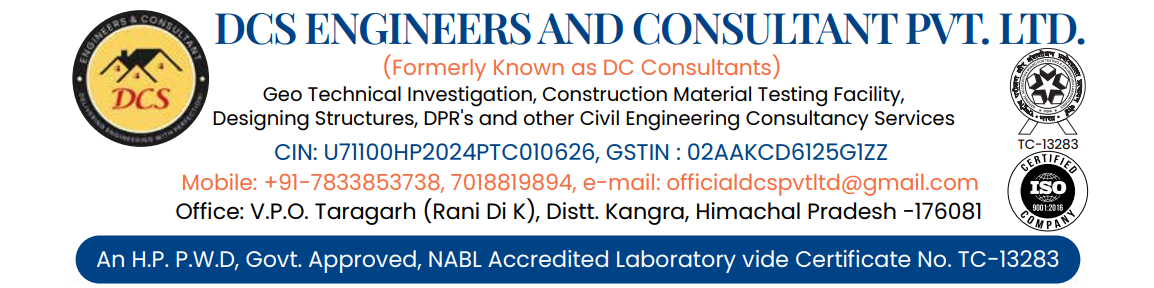 DCS ENGINEERS AND CONSULTANT PVT. LTD.
(Formerly Known as DC Consultants)
Geo Technical Investigation, Construction Material Testing Facility,
Designing Structures, DPR's and other Civil Engineering Consultancy Services
CIN: U71100HP2024PTC010626, GSTIN : 02AAKCD6125G1ZZ
Mobile: +91-7833853738, 7018819894, e-mail: officialdcspvtltd@gmail.com
Office: V.P.O. Taragarh (Rani Di K), Distt. Kangra, Himachal Pradesh -176081
An H.P. P.W.D, Govt. Approved, NABL Accredited Laboratory vide Certificate No. TC-13283
ENGINEERS & CONSULTANT
DCS
DELIVERING ENGINEERING WITH PERFECTION
TC-13283
CERTIFIED
ISO
9001:2016
COMPANY